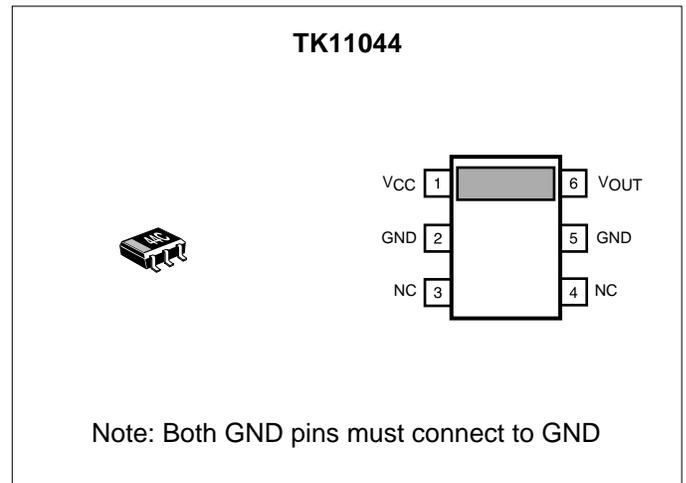 TK11044
44C
VCC 1 6 VOUT
GND 2 5 GND
NC 3 4 NC
Note: Both GND pins must connect to GND